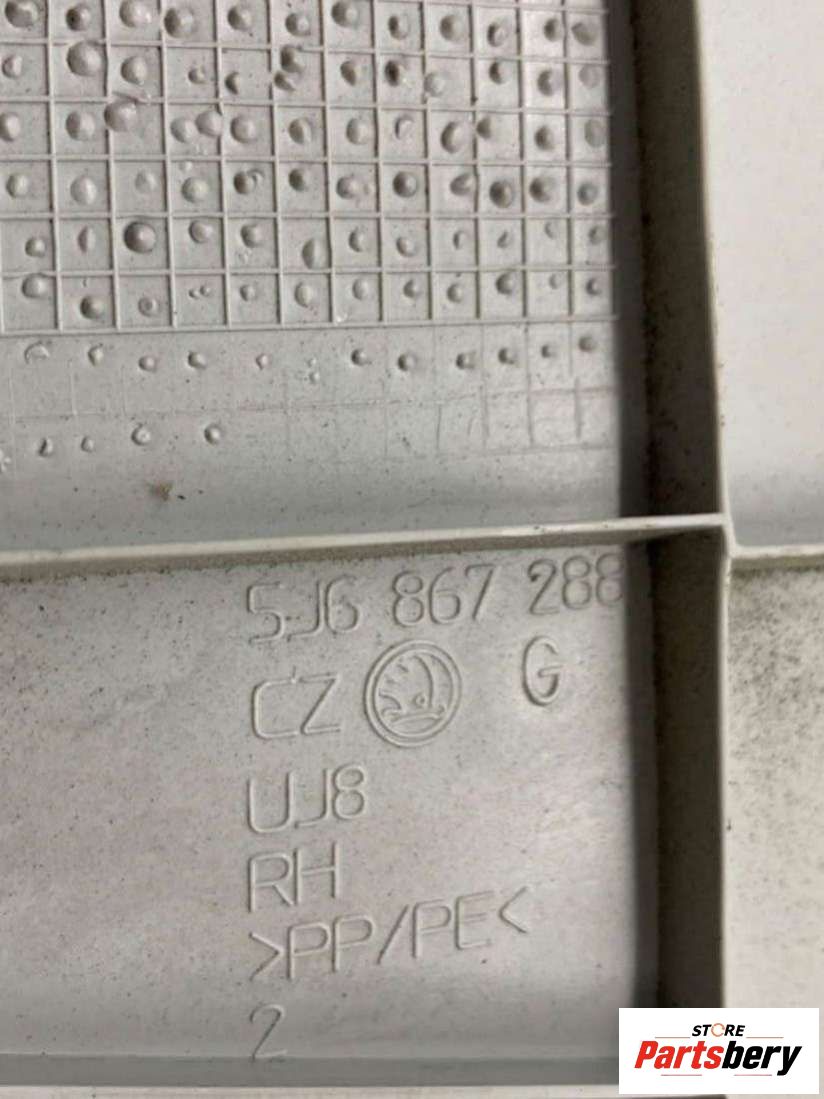 5J6 867 288
CZ G
UJ8
RH
>PP/PE<
2
STORE
Partsbery